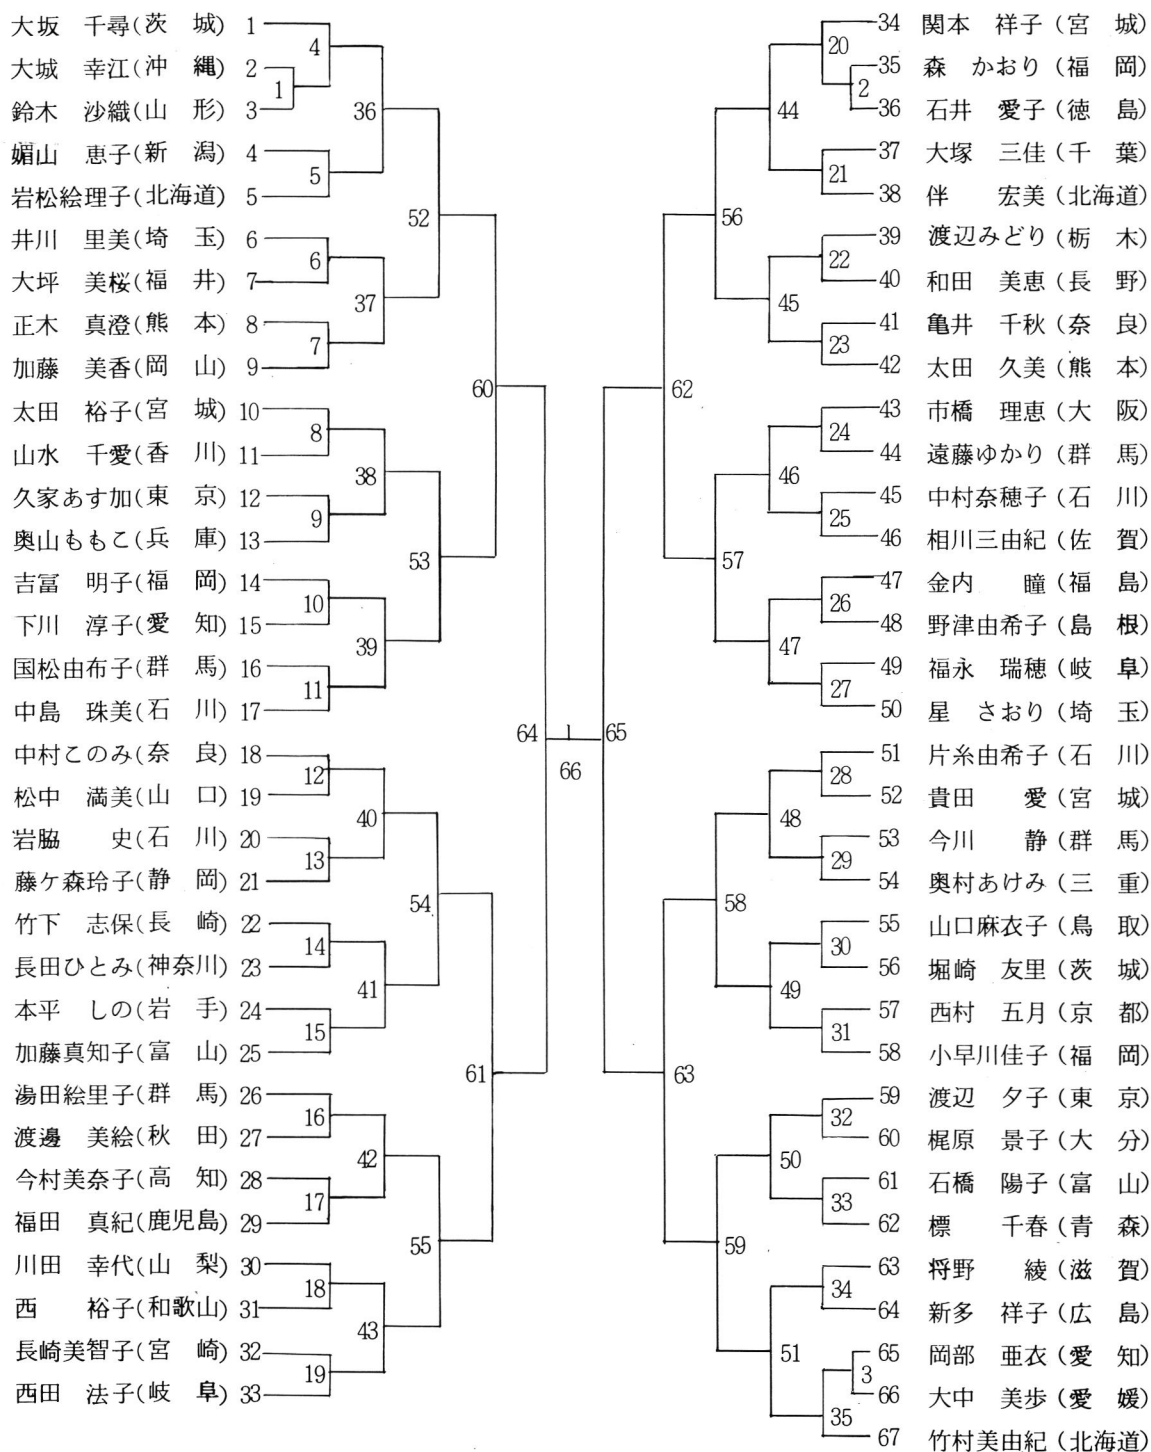 大坂 千尋(茨 城) 1
大城 幸江(沖 縄) 2
鈴木 沙織(山 形) 3
媚山 恵子(新 潟) 4
岩松絵理子(北海道) 5
井川 里美(埼 玉) 6
大坪 美桜(福 井) 7
正木 真澄(熊 本) 8
加藤 美香(岡 山) 9
太田 裕子(宮 城) 10
山水 千愛(香 川) 11
久家あす加(東 京) 12
奥山ももこ(兵 庫) 13
吉冨 明子(福 岡) 14
下川 淳子(愛 知) 15
国松由布子(群 馬) 16
中島 珠美(石 川) 17
中村このみ(奈 良) 18
松中 満美(山 口) 19
岩脇 史(石 川) 20
藤ケ森玲子(静 岡) 21
竹下 志保(長 崎) 22
長田ひとみ(神奈川) 23
本平 しの(岩 手) 24
加藤真知子(富 山) 25
湯田絵里子(群 馬) 26
渡邊 美絵(秋 田) 27
今村美奈子(高 知) 28
福田 真紀(鹿児島) 29
川田 幸代(山 梨) 30
西 裕子(和歌山) 31
長崎美智子(宮 崎) 32
西田 法子(岐 阜) 33
1
4
5
6
7
8
9
10
11
12
13
14
15
16
17
18
19
36
37
38
39
40
41
42
43
52
53
54
55
60
61
64
1
66
65
62
63
56
57
58
59
44
45
46
47
48
49
50
51
20
2
21
22
23
24
25
26
27
28
29
30
31
32
33
34
3
35
34 関本 祥子(宮 城)
35 森 かおり(福 岡)
36 石井 愛子(徳 島)
37 大塚 三佳(千 葉)
38 伴 宏美(北海道)
39 渡辺みどり(栃 木)
40 和田 美恵(長 野)
41 亀井 千秋(奈 良)
42 太田 久美(熊 本)
43 市橋 理恵(大 阪)
44 遠藤ゆかり(群 馬)
45 中村奈穂子(石 川)
46 相川三由紀(佐 賀)
47 金内 瞳(福 島)
48 野津由希子(島 根)
49 福永 瑞穂(岐 阜)
50 星 さおり(埼 玉)
51 片糸由希子(石 川)
52 貴田 愛(宮 城)
53 今川 静(群 馬)
54 奥村あけみ(三 重)
55 山口麻衣子(鳥 取)
56 堀崎 友里(茨 城)
57 西村 五月(京 都)
58 小早川佳子(福 岡)
59 渡辺 夕子(東 京)
60 梶原 景子(大 分)
61 石橋 陽子(富 山)
62 標 千春(青 森)
63 将野 綾(滋 賀)
64 新多 祥子(広 島)
65 岡部 亜衣(愛 知)
66 大中 美歩(愛 媛)
67 竹村美由紀(北海道)